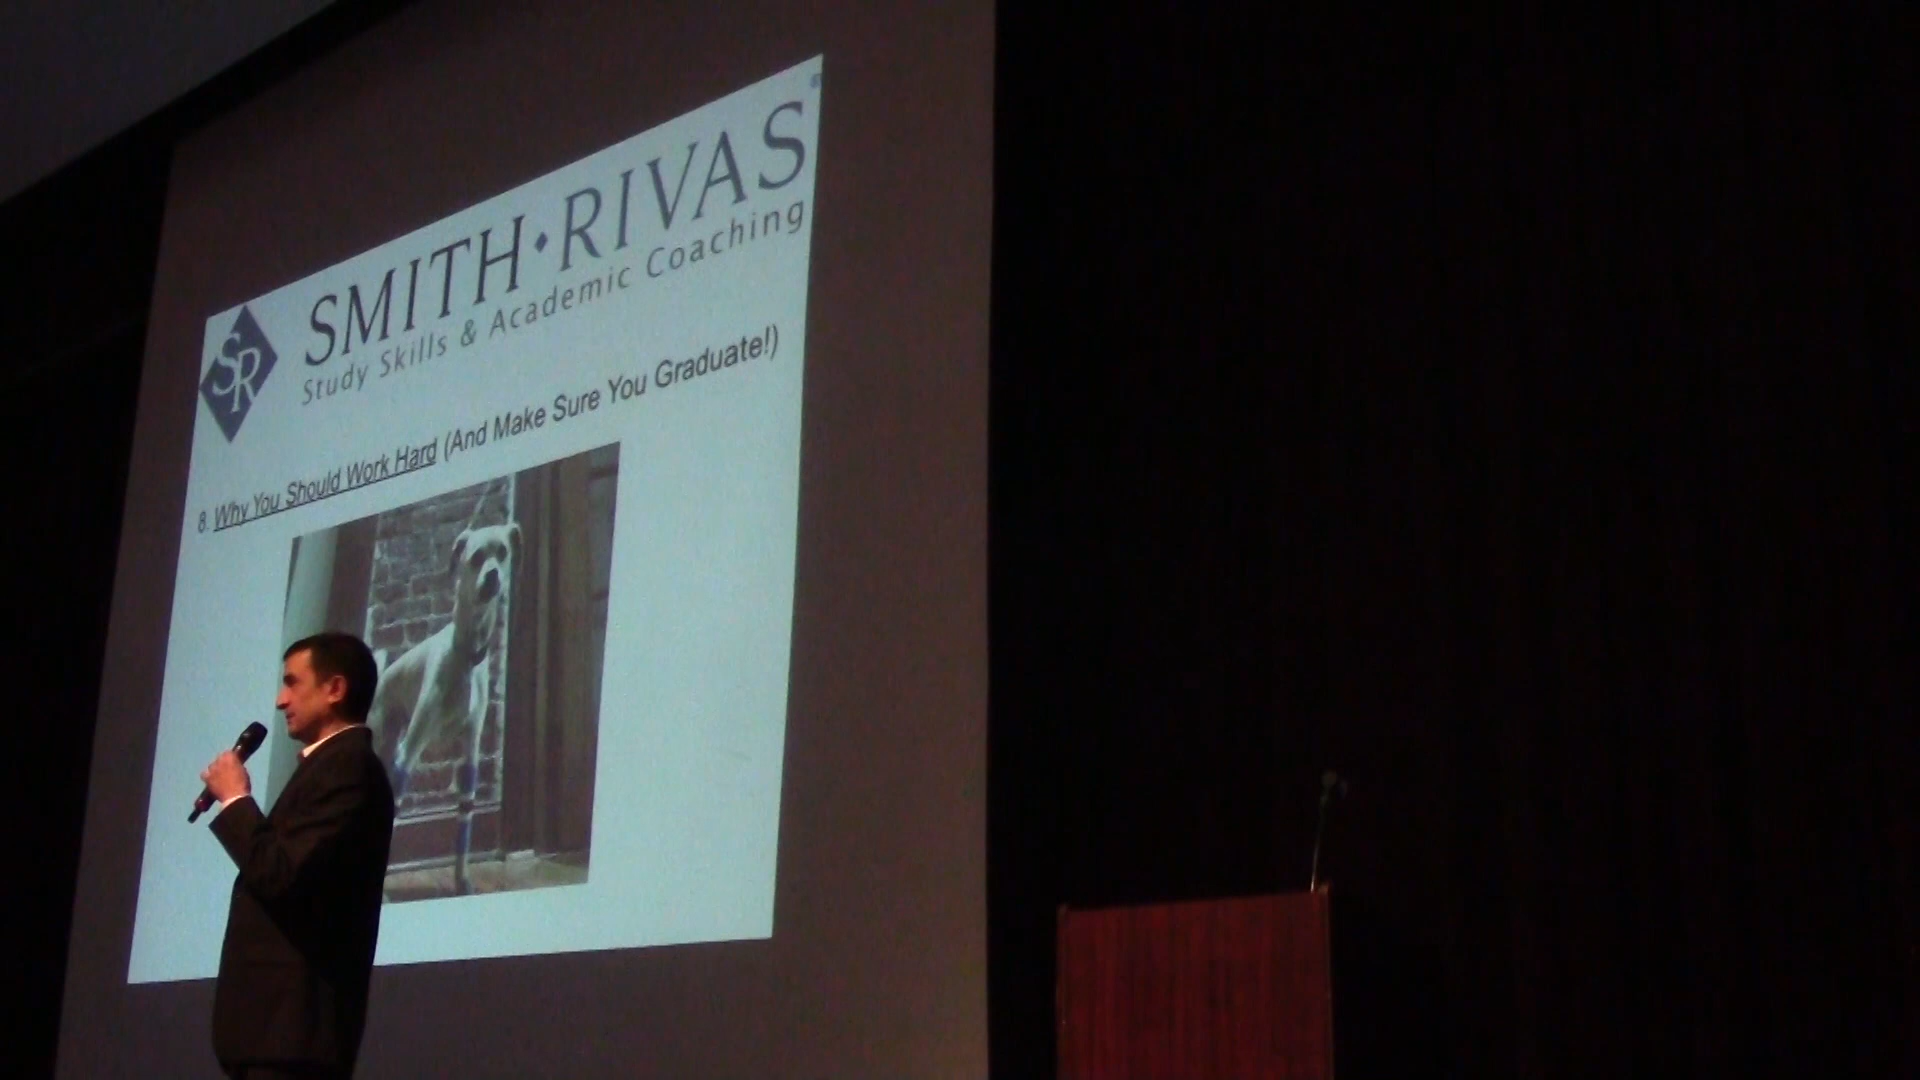 SMITH·RIVAS
Study Skills & Academic Coaching
SR
8. Why You Should Work Hard (And Make Sure You Graduate!)